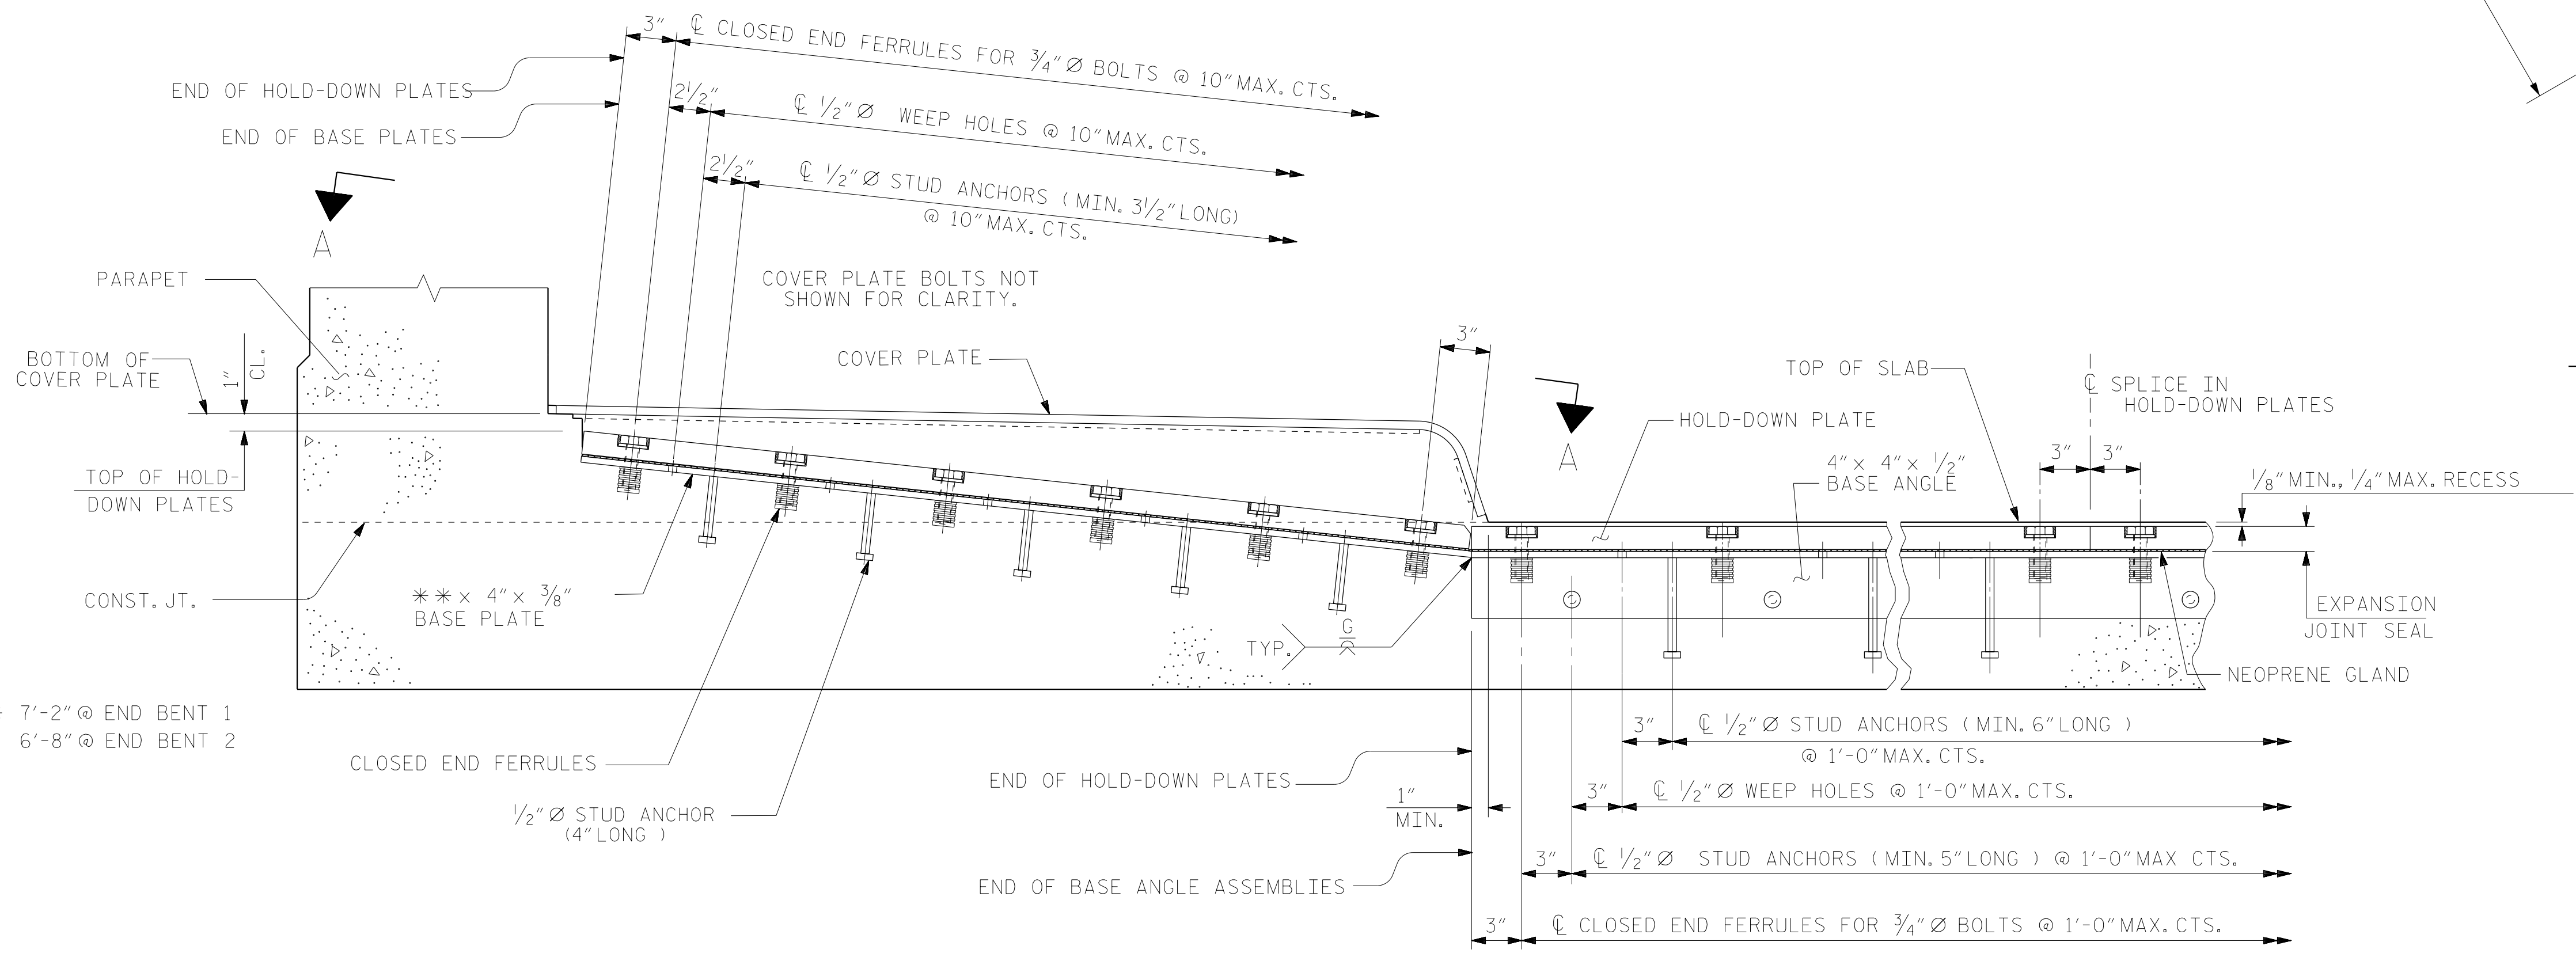 3"
℄ CLOSED END FERRULES FOR 3/4"Ø BOLTS @ 10"MAX. CTS.
END OF HOLD-DOWN PLATES
2 1/2"
℄ 1/2"Ø WEEP HOLES @ 10"MAX. CTS.
END OF BASE PLATES
2 1/2"
℄ 1/2"Ø STUD ANCHORS (MIN. 3 1/2"LONG)
@ 10"MAX. CTS.
A
PARAPET
COVER PLATE BOLTS NOT
SHOWN FOR CLARITY.
BOTTOM OF
COVER PLATE
1"
CL.
COVER PLATE
3"
TOP OF SLAB
℄ SPLICE IN
HOLD-DOWN PLATES
HOLD-DOWN PLATE
A
3"
3"
4"x 4"x 1/2"
BASE ANGLE
1/8"MIN., 1/4"MAX. RECESS
TOP OF HOLD-
DOWN PLATES
CONST. JT.
**x 4"x 3/8"
BASE PLATE
TYP.
G
EXPANSION
JOINT SEAL
NEOPRENE GLAND
- 7'-2"@ END BENT 1
6'-8"@ END BENT 2
CLOSED END FERRULES
1/2"Ø STUD ANCHOR
(4"LONG )
3"
℄ 1/2"Ø STUD ANCHORS (MIN. 6"LONG )
@ 1'-0"MAX. CTS.
END OF HOLD-DOWN PLATES
1"
MIN.
3"
℄ 1/2"Ø WEEP HOLES @ 1'-0"MAX. CTS.
3"
℄ 1/2"Ø STUD ANCHORS (MIN. 5"LONG ) @ 1'-0"MAX CTS.
END OF BASE ANGLE ASSEMBLIES
3"
℄ CLOSED END FERRULES FOR 3/4"Ø BOLTS @ 1'-0"MAX. CTS.